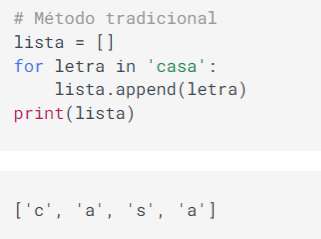 # Método tradicional
lista = []
for letra in 'casa':
    lista.append(letra)
print(lista)
['c', 'a', 's', 'a']